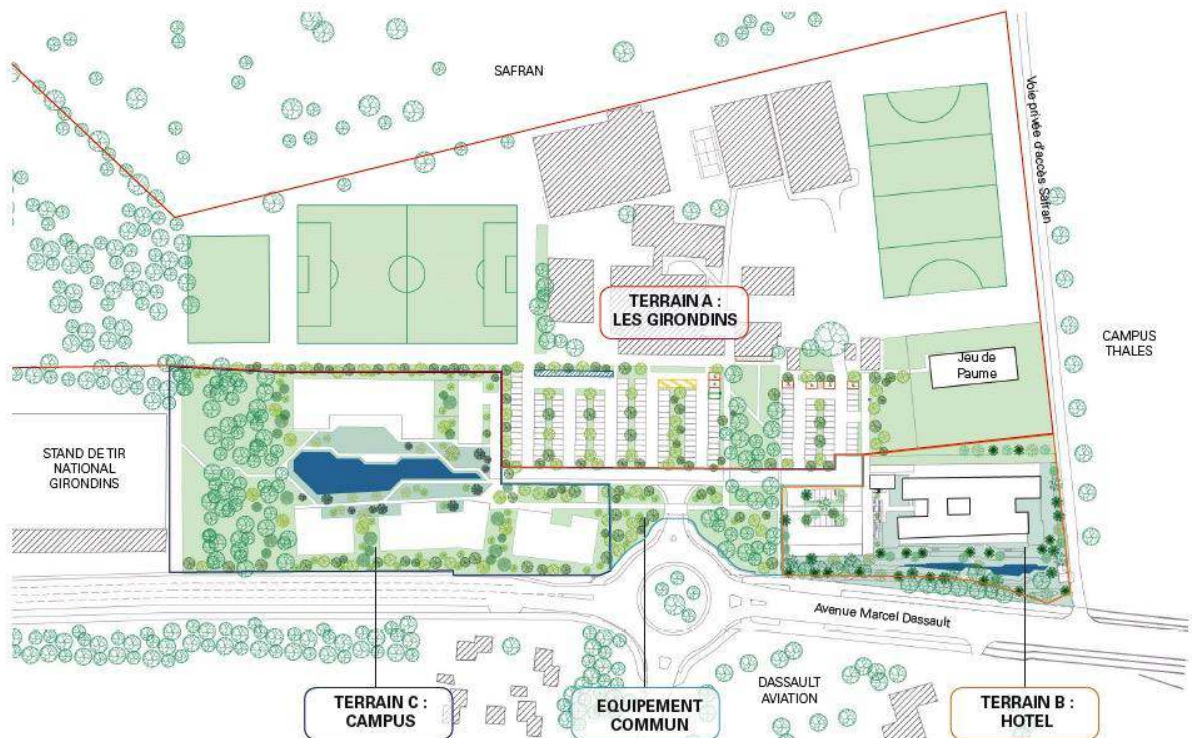 SAFRAN
Voie privée d'accès Safran
TERRAIN A :
LES GIRONDINS
CAMPUS
THALES
Jeu de
Paume
STAND DE TIR
NATIONAL
GIRONDINS
Avenue Marcel Dassault
DASSAULT
AVIATION
TERRAIN C :
CAMPUS
EQUIPEMENT
COMMUN
TERRAIN B :
HOTEL